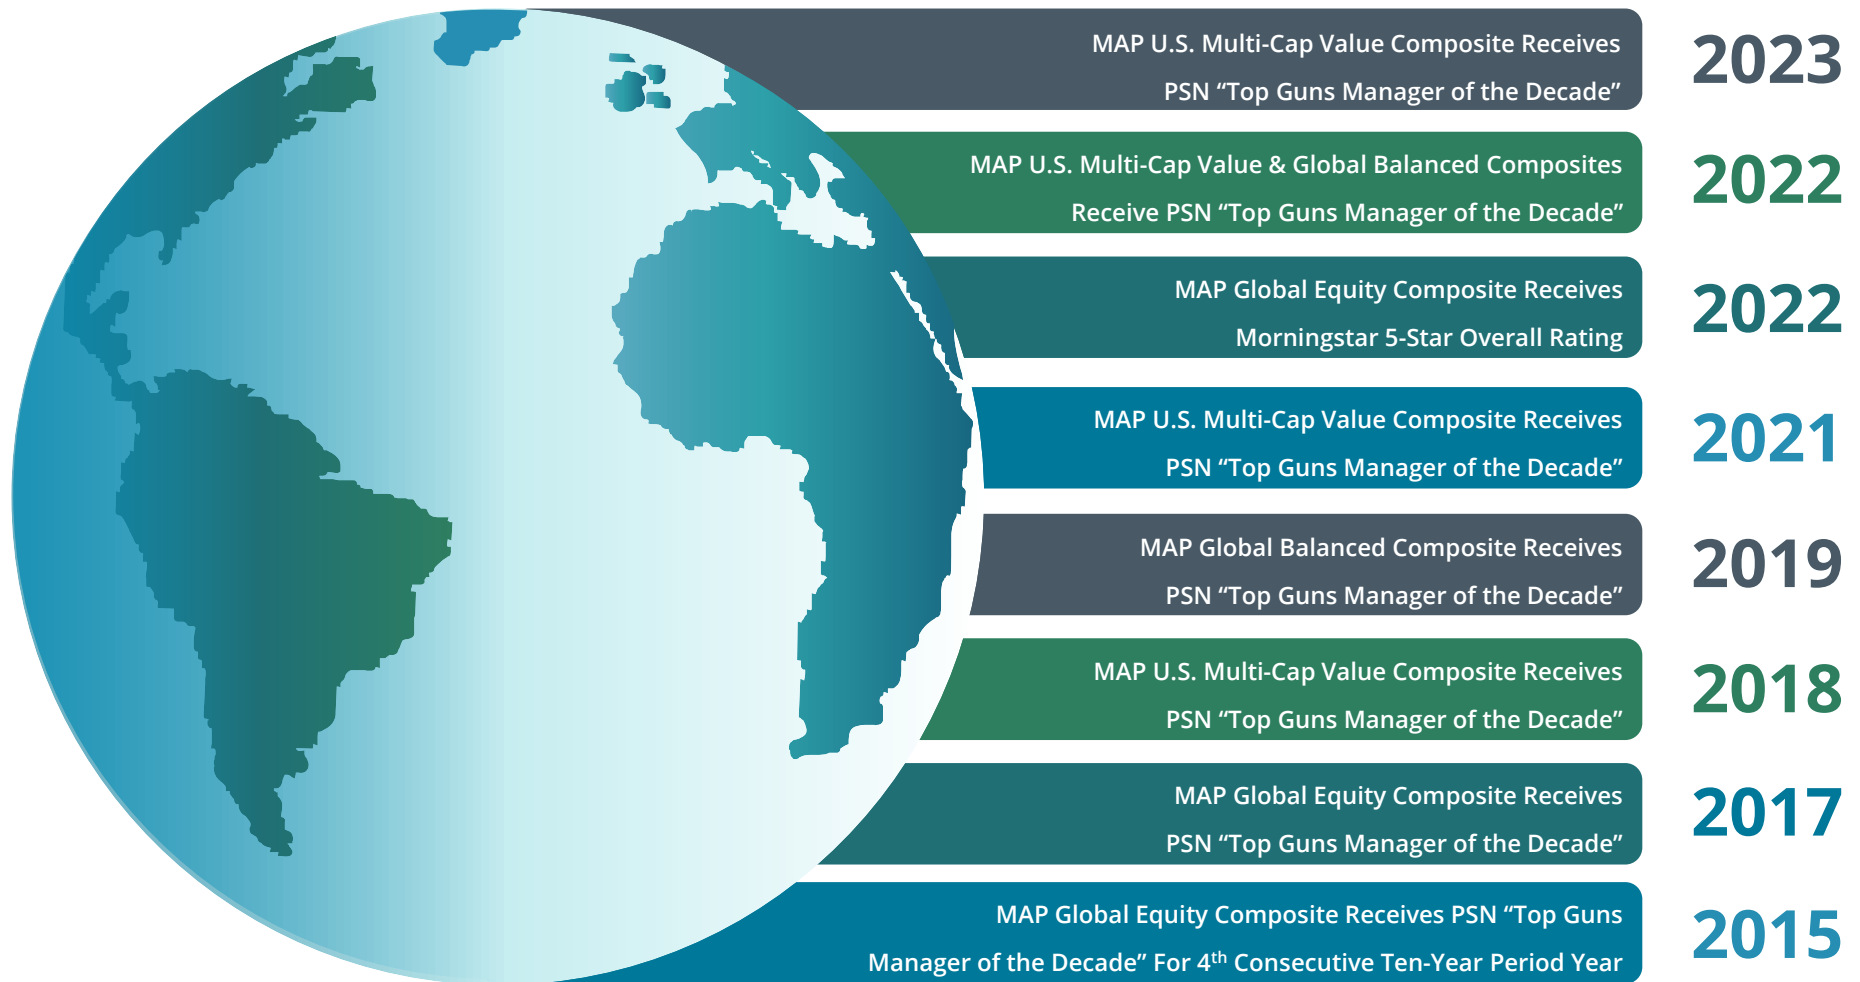 MAP U.S. Multi-Cap Value Composite Receives
PSN “Top Guns Manager of the Decade”
2023
MAP U.S. Multi-Cap Value & Global Balanced Composites
Receive PSN “Top Guns Manager of the Decade”
2022
MAP Global Equity Composite Receives
Morningstar 5-Star Overall Rating
2022
MAP U.S. Multi-Cap Value Composite Receives
PSN “Top Guns Manager of the Decade”
2021
MAP Global Balanced Composite Receives
PSN “Top Guns Manager of the Decade”
2019
MAP U.S. Multi-Cap Value Composite Receives
PSN “Top Guns Manager of the Decade”
2018
MAP Global Equity Composite Receives
PSN “Top Guns Manager of the Decade”
2017
MAP Global Equity Composite Receives PSN “Top Guns
Manager of the Decade” For 4th Consecutive Ten-Year Period Year
2015